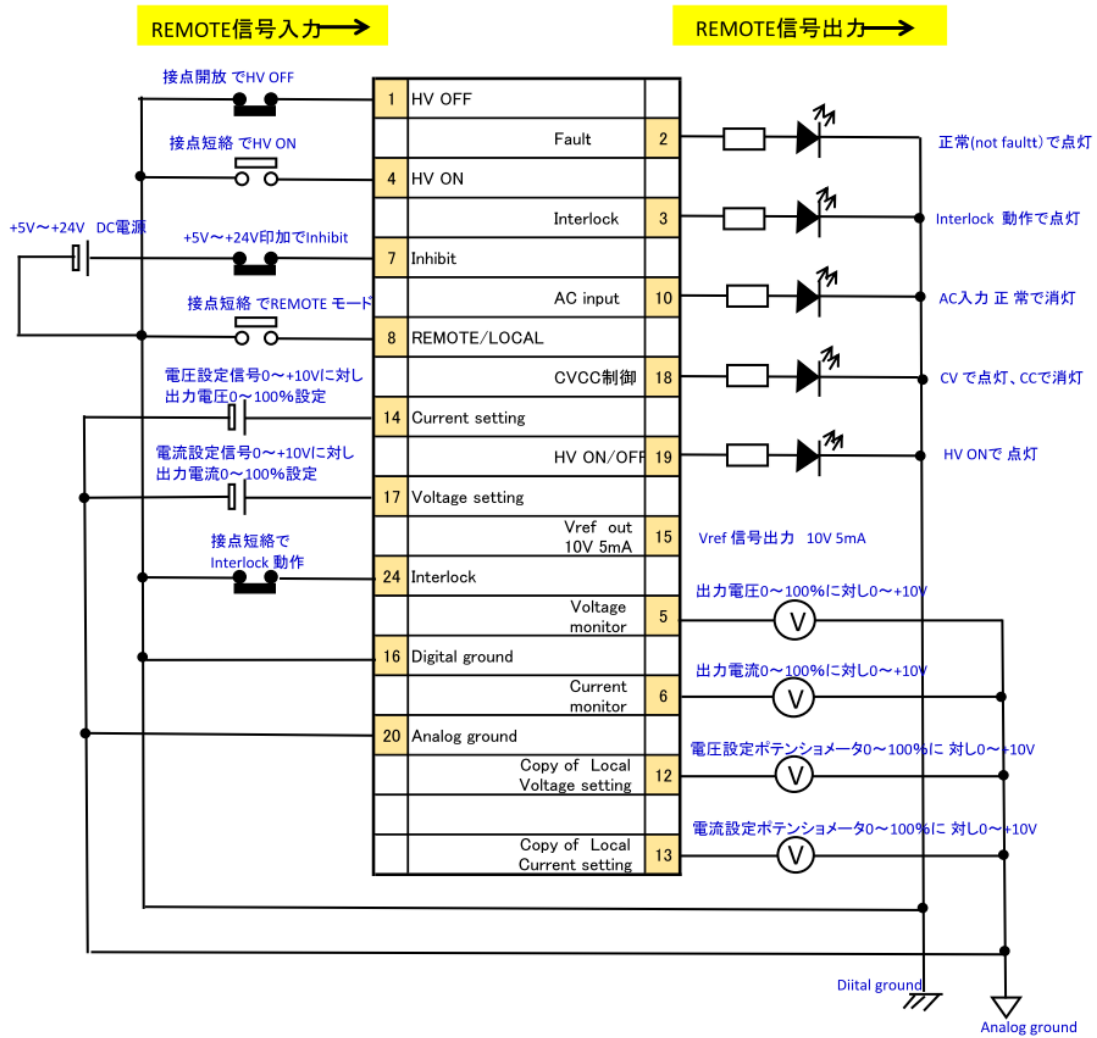 REMOTE信号入力
REMOTE信号出力
接点開放 でHV OFF
1 HV OFF
Fault 2
正常(not faultt）で点灯
接点短絡 でHV ON
4 HV ON
Interlock 3
Interlock 動作で点灯
+5V～+24V DC電源
+5V～+24V印加でInhibit
7 Inhibit
AC input 10
AC入力 正 常で消灯
接点短絡 でREMOTE モード
8 REMOTE/LOCAL
CVCC制御 18
CV で点灯、CCで消灯
電圧設定信号0～+10Vに対し
出力電圧0～100％設定
14 Current setting
HV ON/OFF 19
HV ONで 点灯
電流設定信号0～+10Vに対し
出力電流0～100％設定
17 Voltage setting
Vref out
10V 5mA
15
Vref 信号出力 10V 5mA
接点短絡で
Interlock 動作
24 Interlock
出力電圧0～100％に対し0～+10V
Voltage
monitor
5
V
16 Digital ground
出力電流0～100％に対し0～+10V
Current
monitor
6
V
20 Analog ground
電圧設定ポテンショメータ0～100％に 対し0～+10V
Copy of Local
Voltage setting
12
V
電流設定ポテンショメータ0～100％に 対し0～+10V
Copy of Local
Current setting
13
V
Diital ground
Analog ground